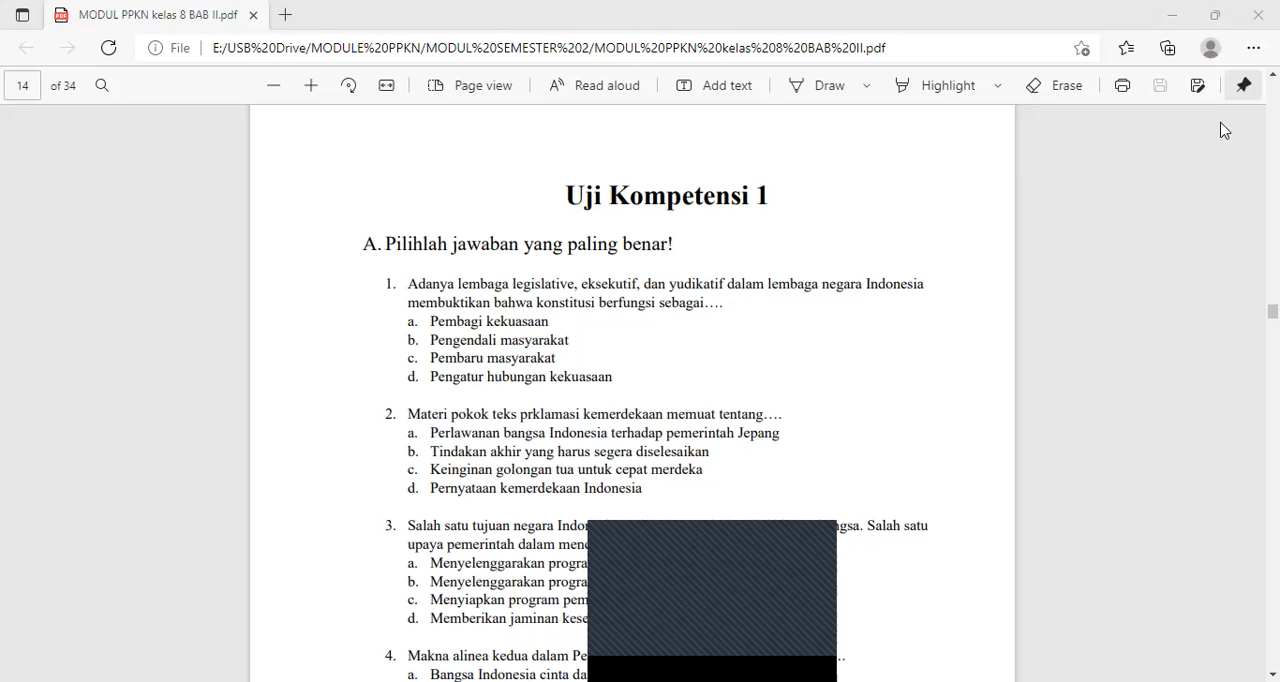 MODUL PPKN kelas 8 BAB II.pdf
File E:/USB%20Drive/MODULE%20PPKN/MODUL%20SEMESTER%202/MODUL%20PPKN%20kelas%208%20BAB%20II.pdf
14 of 34 Page view Read aloud Add text Draw Highlight Erase
Uji Kompetensi 1
A. Pilihlah jawaban yang paling benar!
1. Adanya lembaga legislative, eksekutif, dan yudikatif dalam lembaga negara Indonesia
membuktikan bahwa konstitusi berfungsi sebagai….
a. Pembagi kekuasaan
b. Pengendali masyarakat
c. Pembaru masyarakat
d. Pengatur hubungan kekuasaan
2. Materi pokok teks prklamasi kemerdekaan memuat tentang….
a. Perlawanan bangsa Indonesia terhadap pemerintah Jepang
b. Tindakan akhir yang harus segera diselesaikan
c. Keinginan golongan tua untuk cepat merdeka
d. Pernyataan kemerdekaan Indonesia
3. Salah satu tujuan negara Salah satu
upaya pemerintah dalam
a. Menyelenggarakan
b. Menyelenggarakan
c. Menyiapkan program
d. Memberikan jaminan
4. Makna alinea kedua dalam
a. Bangsa Indonesia cinta